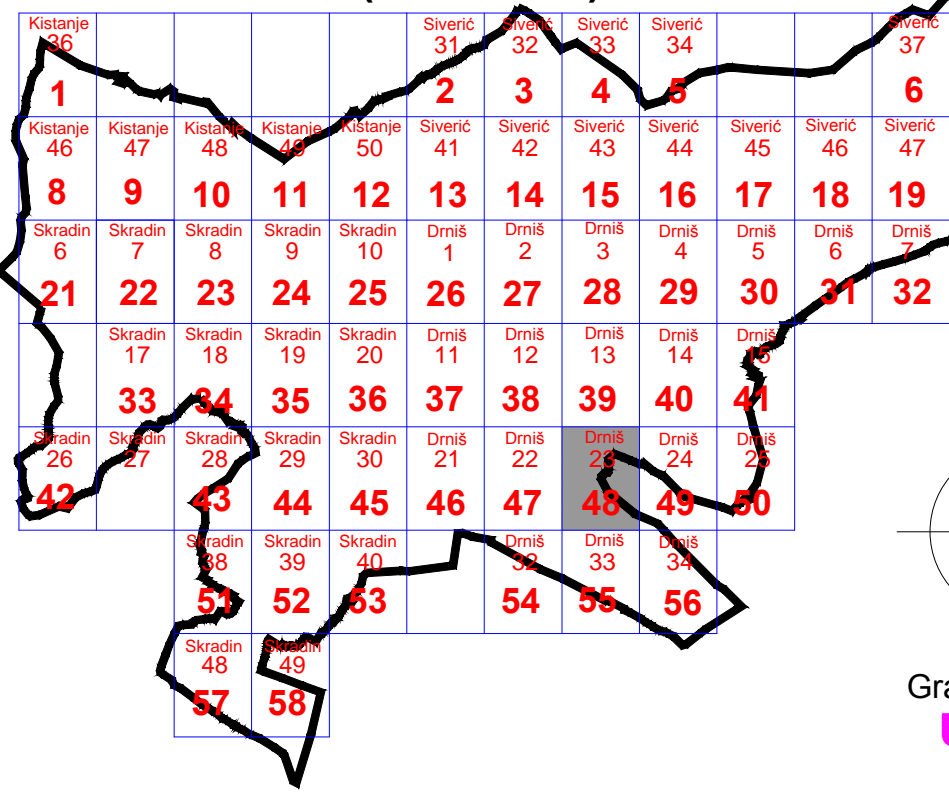 Kistanje Siverić Siverić Siverić Siverić Siverić
36 31 32 33 34 37
1 2 3 4 5 6
Kistanje Kistanje Kistanje Kistanje Kistanje Siverić Siverić Siverić Siverić Siverić Siverić Siverić
46 47 48 49 50 41 42 43 44 45 46 47
8 9 10 11 12 13 14 15 16 17 18 19
Skradin Skradin Skradin Skradin Skradin Drniš Drniš Drniš Drniš Drniš Drniš Drniš
6 7 8 9 10 1 2 3 4 5 6 7
21 22 23 24 25 26 27 28 29 30 31 32
Skradin Skradin Skradin Skradin Drniš Drniš Drniš Drniš Drniš
17 18 19 20 11 12 13 14 15
33 34 35 36 37 38 39 40 41
Skradin Skradin Skradin Skradin Skradin Drniš Drniš Drniš Drniš Drniš
26 27 28 29 30 21 22 23 24 25
42 43 44 45 46 47 48 49 50
Skradin Skradin Skradin Drniš Drniš Drniš
38 39 40 32 33 34
51 52 53 54 55 56
Skradin Skradin
48 49
57 58
Gra